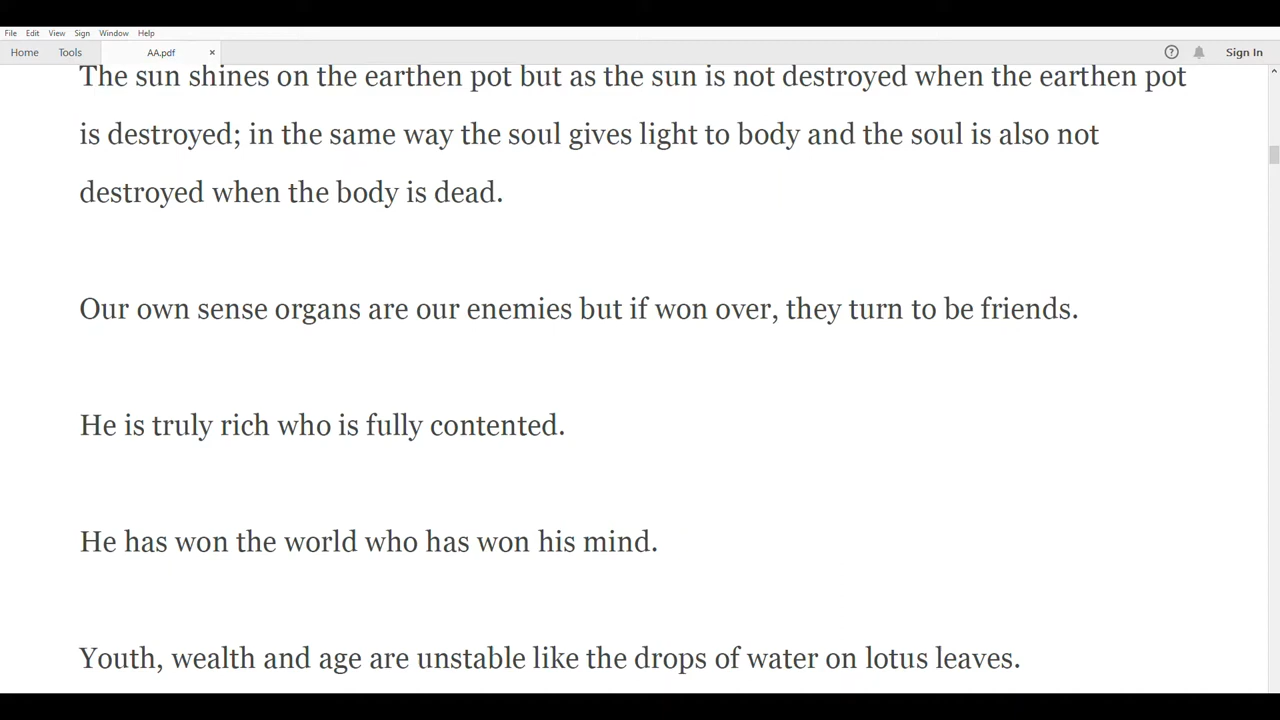 File Edit View Sign Window Help
Home Tools AA.pdf × ? Sign In
The sun shines on the earthen pot but as the sun is not destroyed when the earthen pot
is destroyed; in the same way the soul gives light to body and the soul is also not
destroyed when the body is dead.
Our own sense organs are our enemies but if won over, they turn to be friends.
He is truly rich who is fully contented.
He has won the world who has won his mind.
Youth, wealth and age are unstable like the drops of water on lotus leaves.